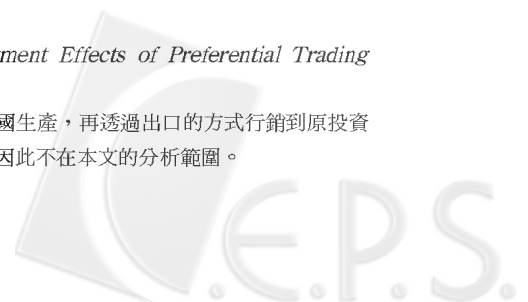 ment Effects of Preferential Trading
國生產，再透過出口的方式行銷到原投資
因此不在本文的分析範圍。
C.E.P.S.